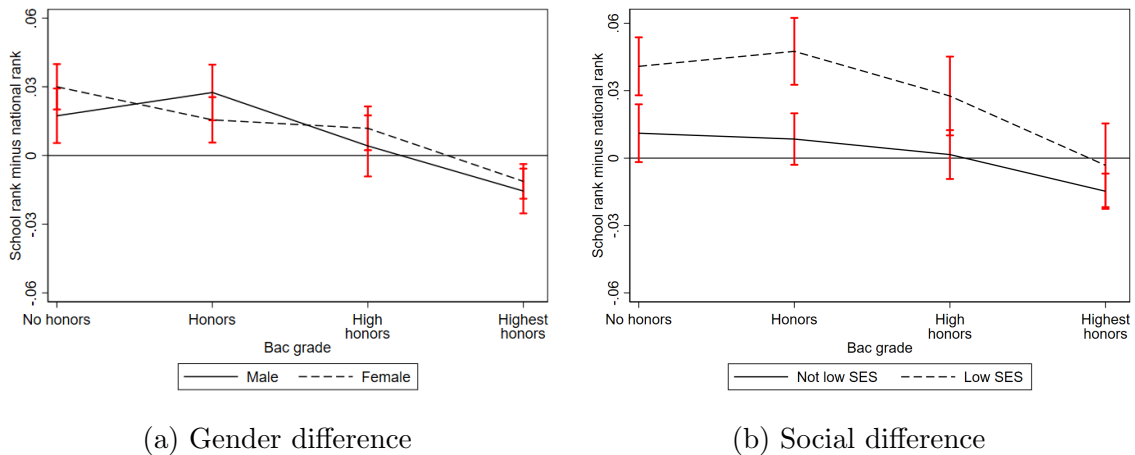 School rank minus national rank
.06
.03
0
-.03
-.06
No honors
Honors
High
honors
Highest
honors
Bac grade
Male
Female
(a) Gender difference
School rank minus national rank
.06
.03
0
-.03
-.06
No honors
Honors
High
honors
Highest
honors
Bac grade
Not low SES
Low SES
(b) Social difference